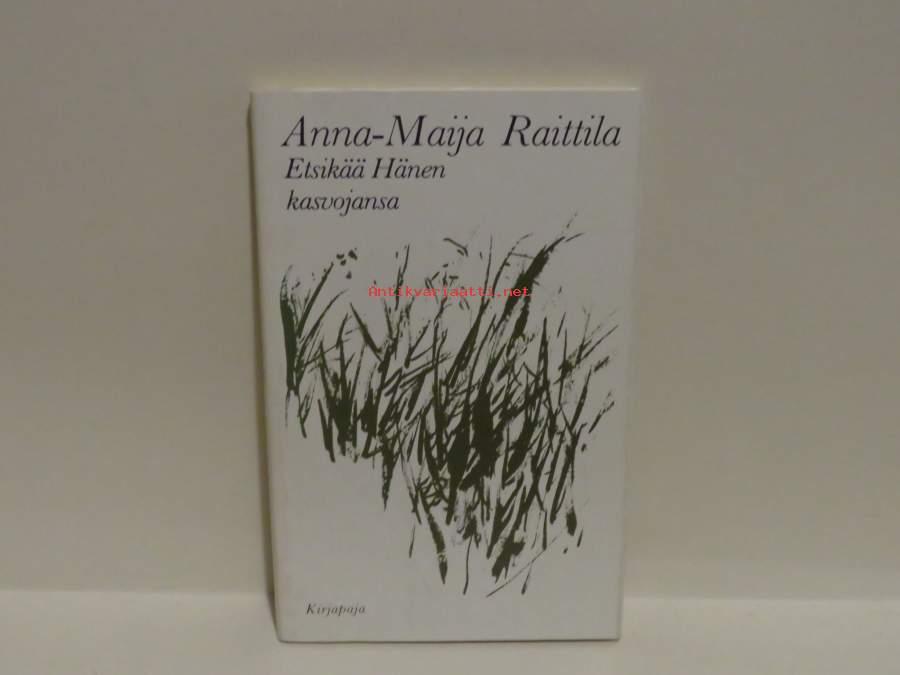 Anna-Maija Raittila
Etsikää Hänen
kasvojansa
Antikvariaatti.net
Kirjapaja